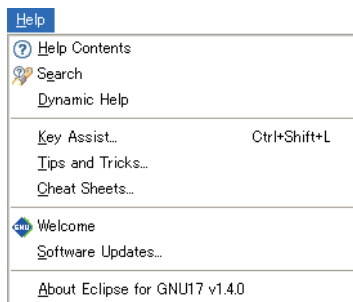 Help
Help Contents
Search
Dynamic Help
Key Assist... Ctrl+Shift+L
Tips and Tricks...
Cheat Sheets...
GNU Welcome
Software Updates...
About Eclipse for GNU17 v1.4.0